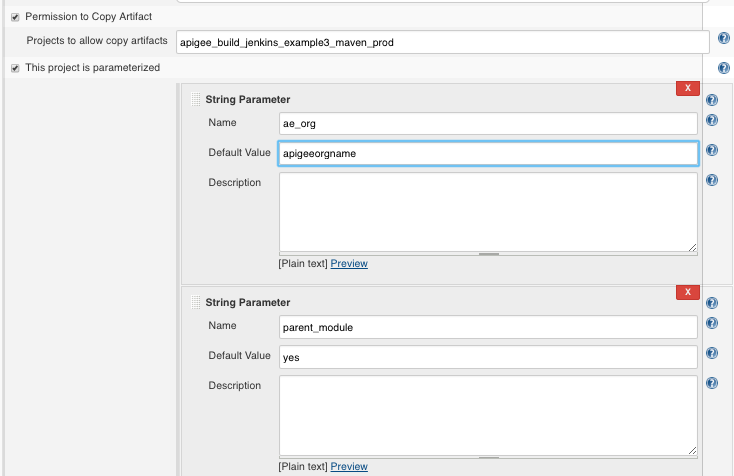 Permission to Copy Artifact
Projects to allow copy artifacts apigee_build_jenkins_example3_maven_prod
This project is parameterized
X
String Parameter
Name ae_org
Default Value apigeeorgname
Description
[Plain text] Preview
X
String Parameter
Name parent_module
Default Value yes
Description
[Plain text] Preview